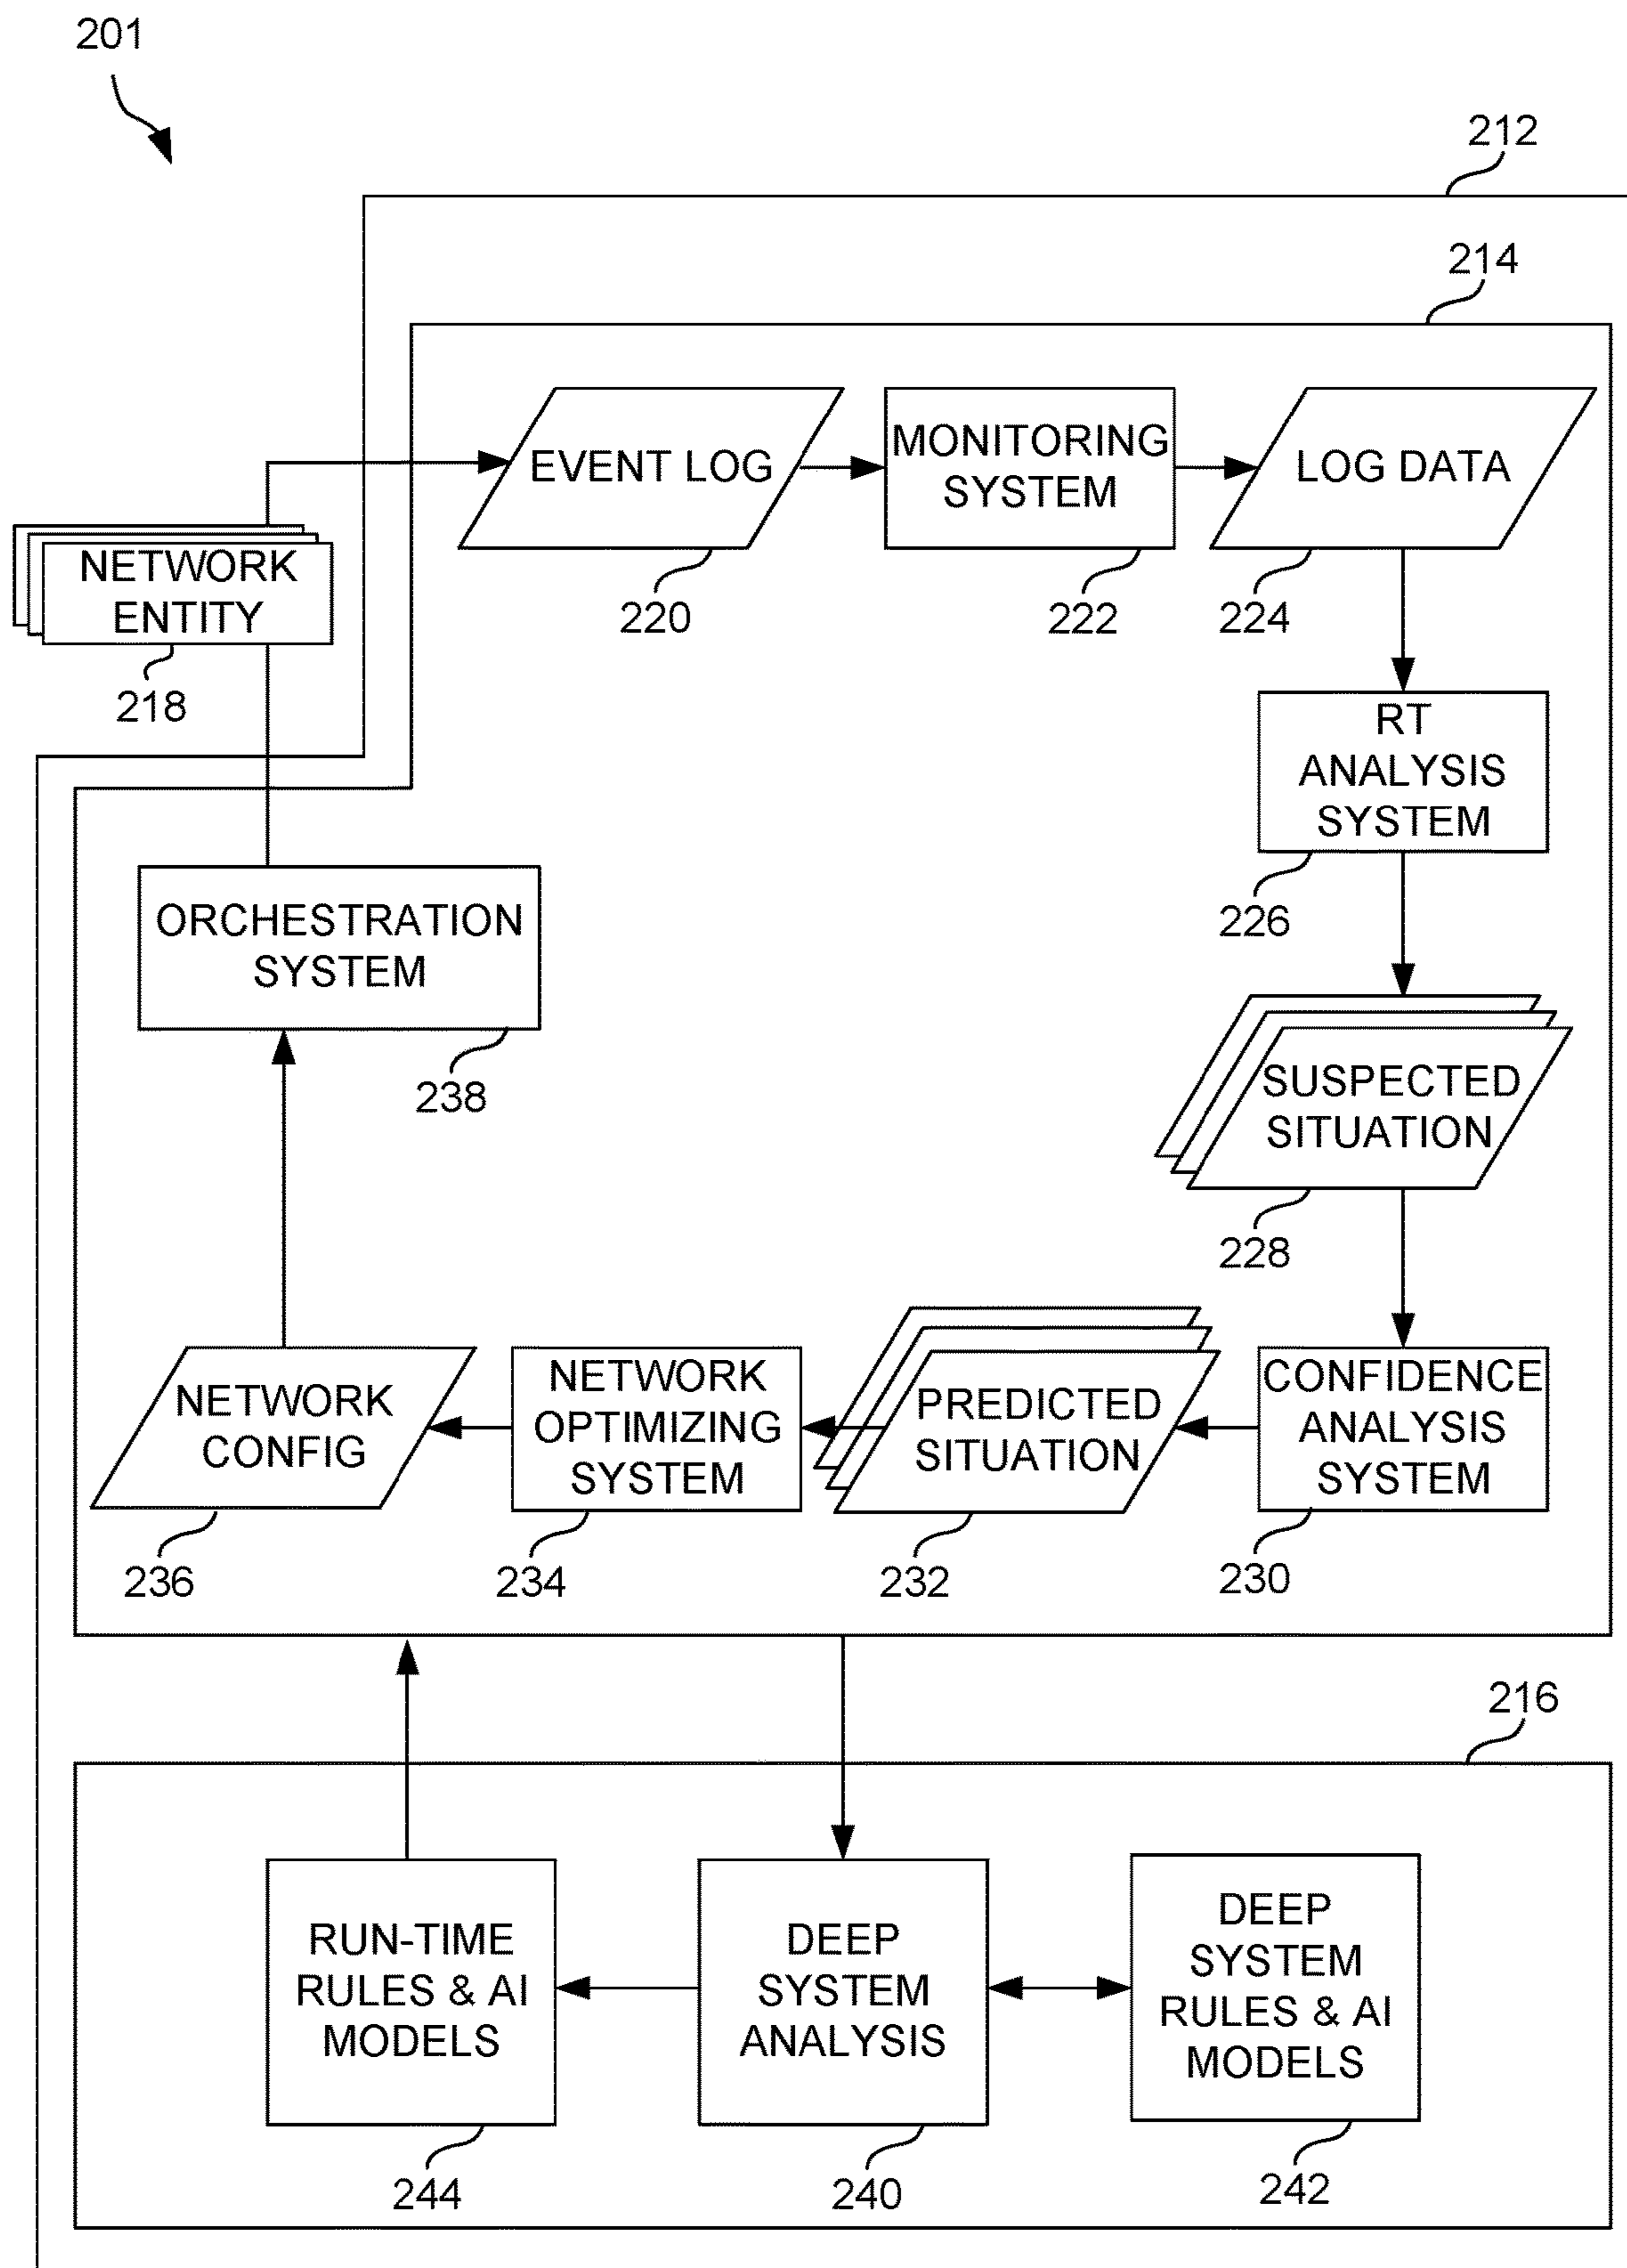 201
212
214
EVENT LOG
MONITORING
SYSTEM
LOG DATA
220
222
224
NETWORK
ENTITY
218
RT
ANALYSIS
SYSTEM
226
ORCHESTRATION
SYSTEM
238
SUSPECTED
SITUATION
228
NETWORK
CONFIG
NETWORK
OPTIMIZING
SYSTEM
PREDICTED
SITUATION
CONFIDENCE
ANALYSIS
SYSTEM
236
234
232
230
216
RUN-TIME
RULES & AI
MODELS
DEEP
SYSTEM
ANALYSIS
DEEP
SYSTEM
RULES & AI
MODELS
244
240
242